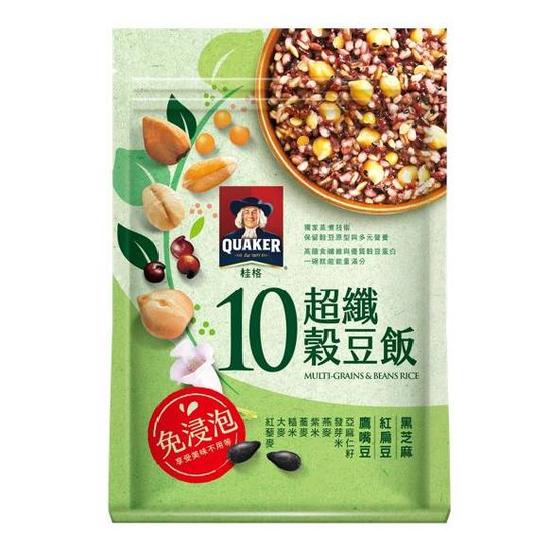 獨家蒸煮技術
保留穀豆原型與多元營養
高膳食纖維與優質穀豆蛋白
一碗就能能量滿分
QUAKER
桂格
10 超纖
穀豆飯
MULTI-GRAINS & BEANS RICE
黑芝麻
紅扁豆
鷹嘴豆
亞麻仁籽
發芽米
燕麥
紫米
蕎麥
糙米
大麥
紅藜麥
免浸泡
享受美味不用等